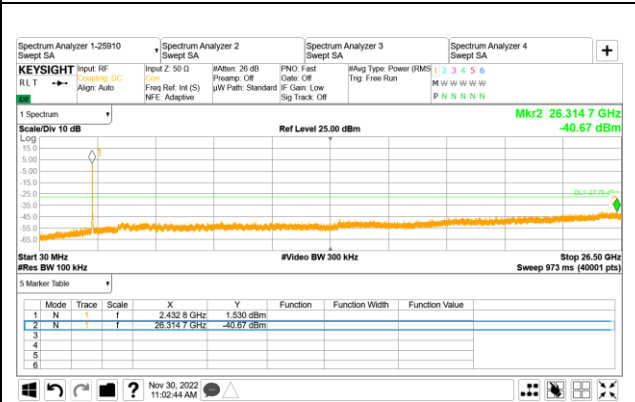 Spectrum Analyzer 1-25910
Swept SA
Spectrum Analyzer 2
Swept SA
Spectrum Analyzer 3
Swept SA
Spectrum Analyzer 4
Swept SA
+
KEYSIGHT
RLT
Input: RF
Coupling: DC
Align: Auto
Input Z: 50 Ω
Corr
Freq Ref: Int (S)
NFE: Adaptive
#Atten: 26 dB
Preamp: Off
µW Path: Standard
PNO: Fast
Gate: Off
IF Gain: Low
Sig Track: Off
#Avg Type: Power (RMS
Trig: Free Run
1 2 3 4 5 6
M W W W W W
P N N N N N
1 Spectrum
Scale/Div 10 dB
Ref Level 25.00 dBm
Mkr2 26.314 7 GHz
-40.67 dBm
Log
15.0
5.00
-5.00
-15.0
-25.0
-35.0
-45.0
-55.0
-65.0
1
Start 30 MHz
#Video BW 300 kHz
Stop 26.50 GHz
#Res BW 100 kHz
Sweep 973 ms (40001 pts)
5 Marker Table
Mode Trace Scale X Y Function Function Width Function Value
1 N 1 f 2.432 8 GHz 1.530 dBm
2 N 1 f 26.314 7 GHz -40.67 dBm
3
4
5
6
?
Nov 30, 2022
11:02:44 AM